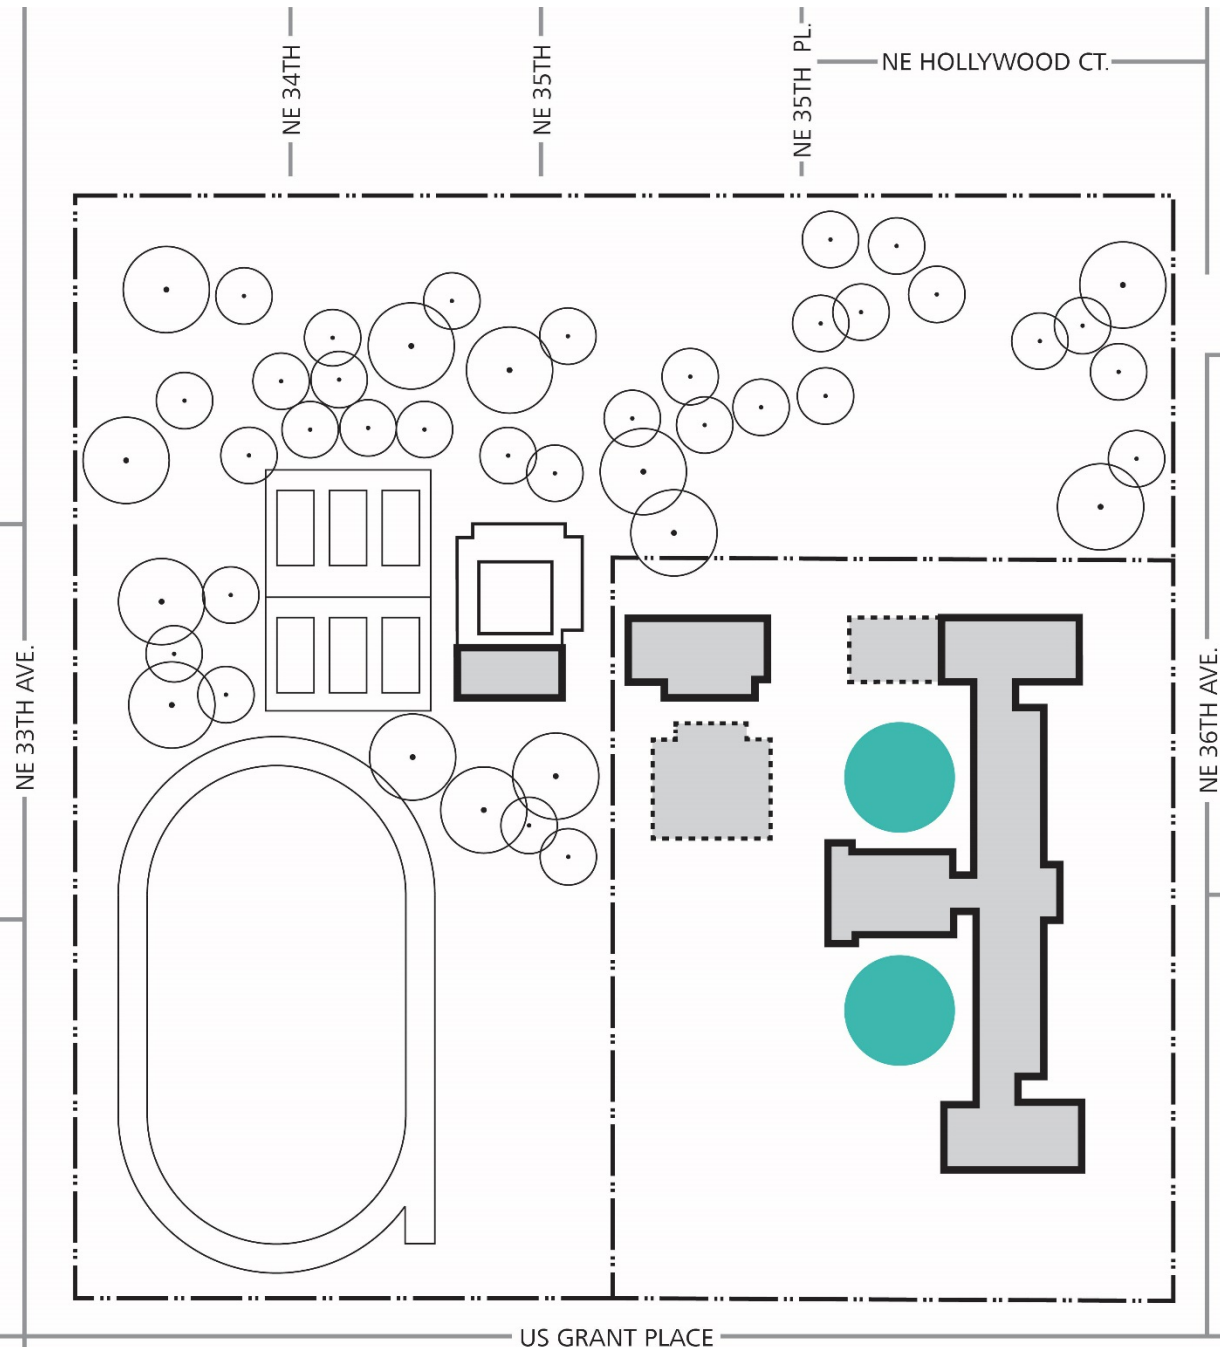 NE 34TH
NE 35TH
NE 35TH PL.
NE HOLLYWOOD CT.
NE 33TH AVE.
NE 36TH AVE.
US GRANT PLACE